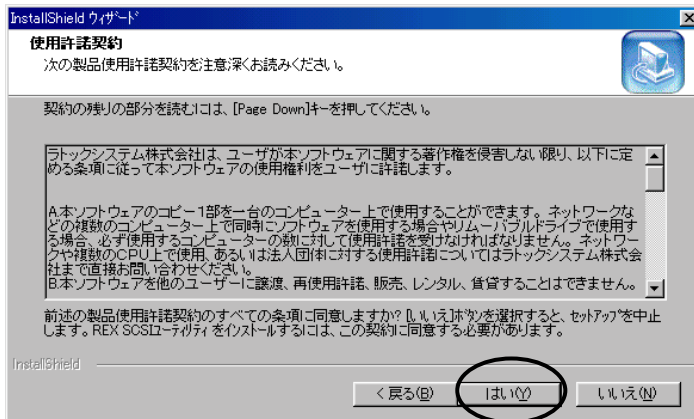 InstallShield ウィザード
使用許諾契約
次の製品使用許諾契約を注意深くお読みください。
契約の残りの部分を読むには、[Page Down]キーを押してください。
ラトックシステム株式会社は、ユーザが本ソフトウェアに関する著作権を侵害しない限り、以下に定
める条項に従って本ソフトウェアの使用権利をユーザに許諾します。
A.本ソフトウェアのコピー1部を一台のコンピューター上で使用することができます。ネットワークな
どの複数のコンピューター上で同時にソフトウェアを使用する場合やリムーバブルドライブで使用す
る場合、必ず使用するコンピューターの数に対して使用許諾を受けなければなりません。ネットワー
クや複数のCPU上で使用、あるいは法人団体に対する使用許諾についてはラトックシステム株式会
社まで直接お問い合わせください。
B.本ソフトウェアを他のユーザーに譲渡、再使用許諾、販売、レンタル、賃貸することはできません。
前述の製品使用許諾契約のすべての条項に同意しますか? [いいえ]ボタンを選択すると、セットアップを中止
します。REX SCSIユーティリティ をインストールするには、この契約に同意する必要があります。
InstallShield
< 戻る(B)
はい(Y)
いいえ(N)